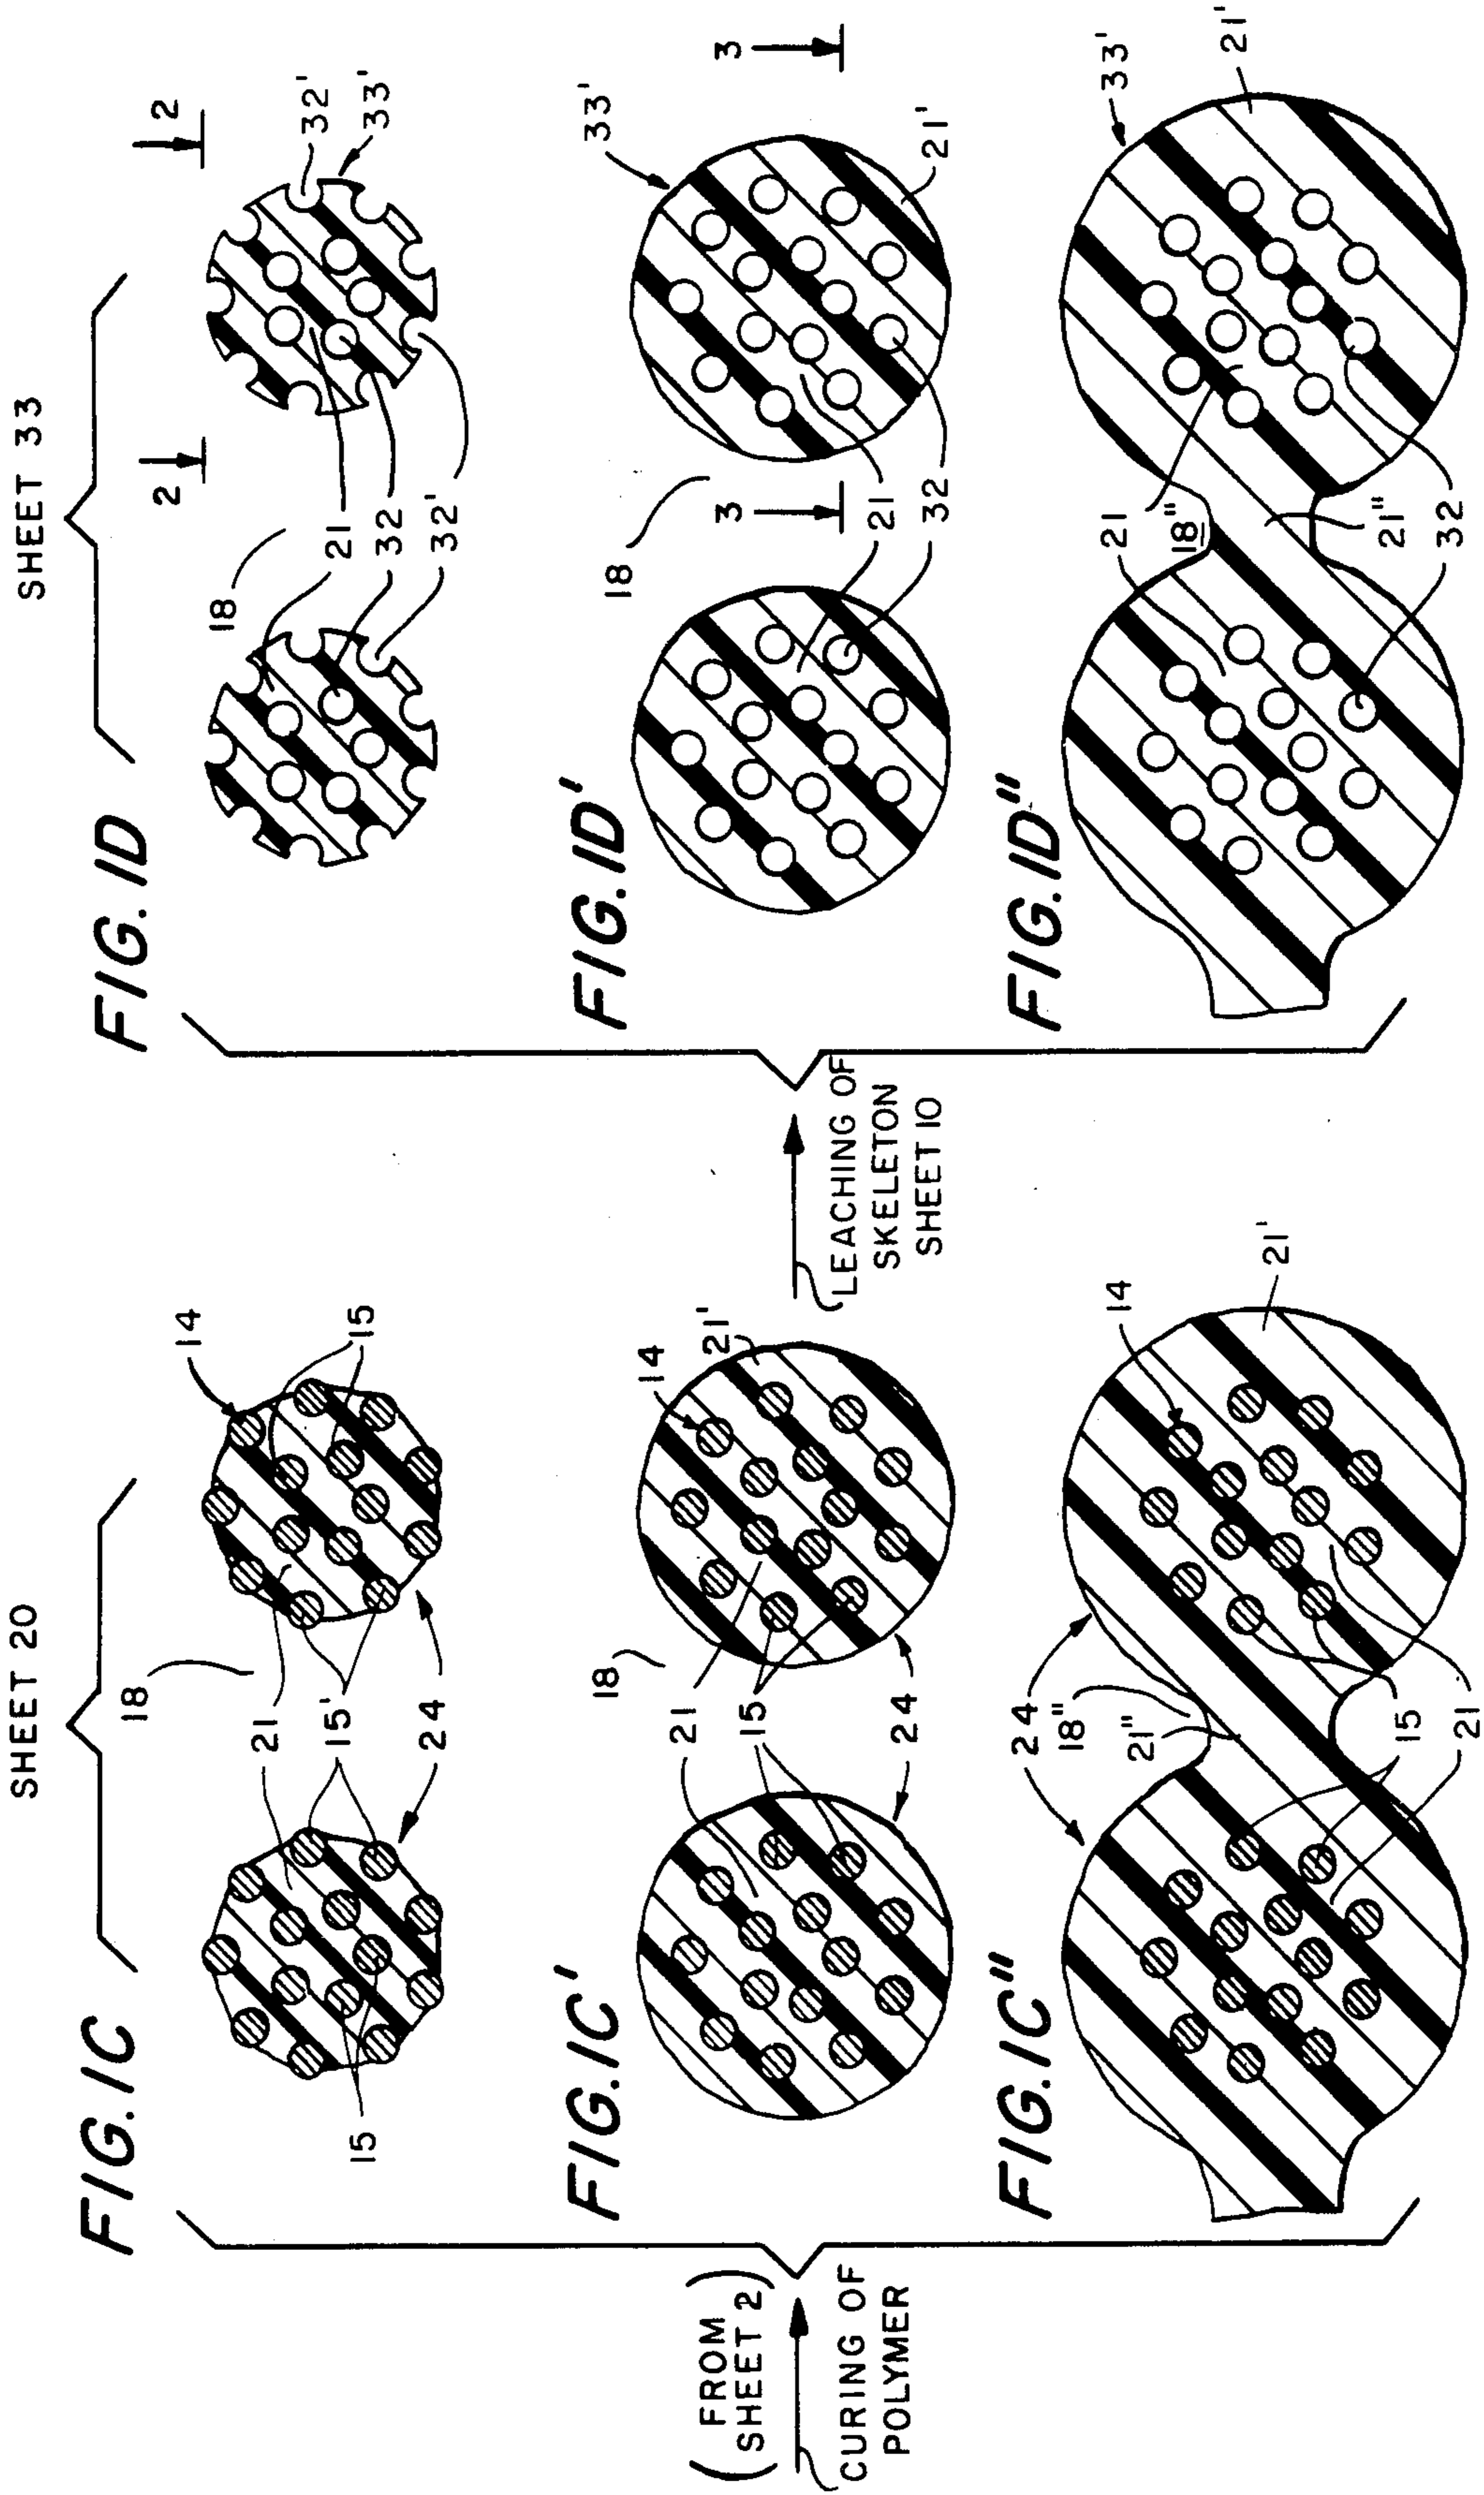 SHEET 20
SHEET 33
FIG. 1C
14
15
18
21
15'
24
15
FIG. 1D
2
2
32'
33'
18
21
32
32'
FIG. 1C'
14
21'
18
21
15
24
FIG. 1D'
33'
3
3
18
21'
21
32
FIG. 1C"
14
21'
24
18"
21"
15
21
FIG. 1D"
33'
21'
21
18"
21"
32
(FROM
SHEET 2)
CURING OF
POLYMER
LEACHING OF
SKELETON
SHEET 10